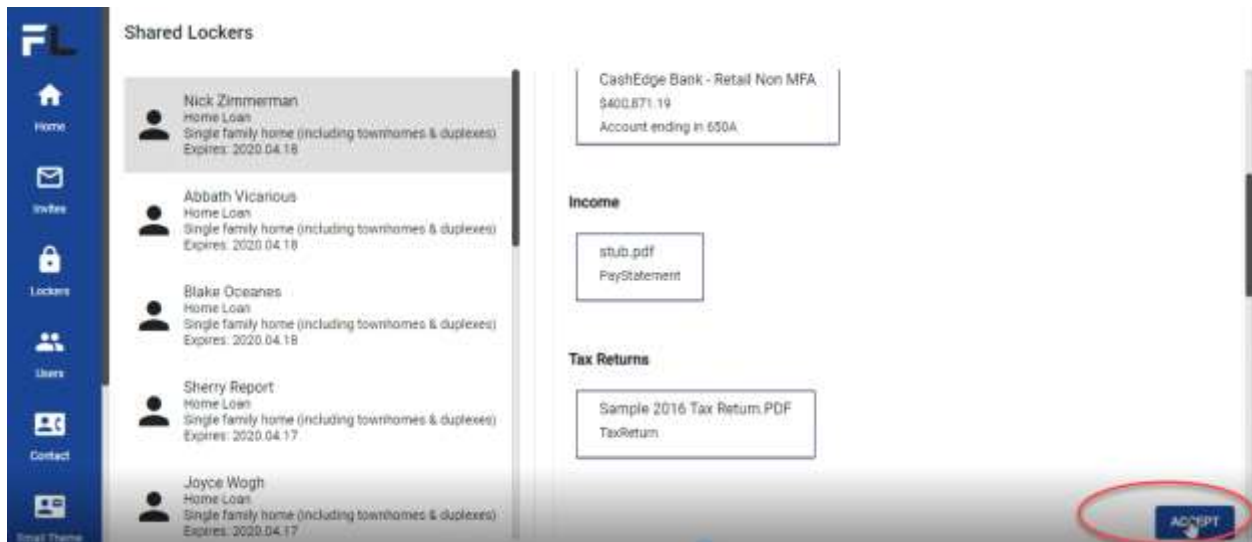 FL
Shared Lockers
Home
Invites
Lockers
Users
Contact
Email Theme
Nick Zimmerman
Home Loan
Single family home (including townhomes & duplexes)
Expires: 2020.04.18
Abbath Vicarious
Home Loan
Single family home (including townhomes & duplexes)
Expires: 2020.04.18
Blake Oceanes
Home Loan
Single family home (including townhomes & duplexes)
Expires: 2020.04.18
Sherry Report
Home Loan
Single family home (including townhomes & duplexes)
Expires: 2020.04.17
Joyce Wogh
Home Loan
Single family home (including townhomes & duplexes)
Expires: 2020.04.17
CashEdge Bank - Retail Non MFA
$400,871.19
Account ending in 650A
Income
stub.pdf
PayStatement
Tax Returns
Sample 2016 Tax Return.PDF
TaxReturn
ACCEPT